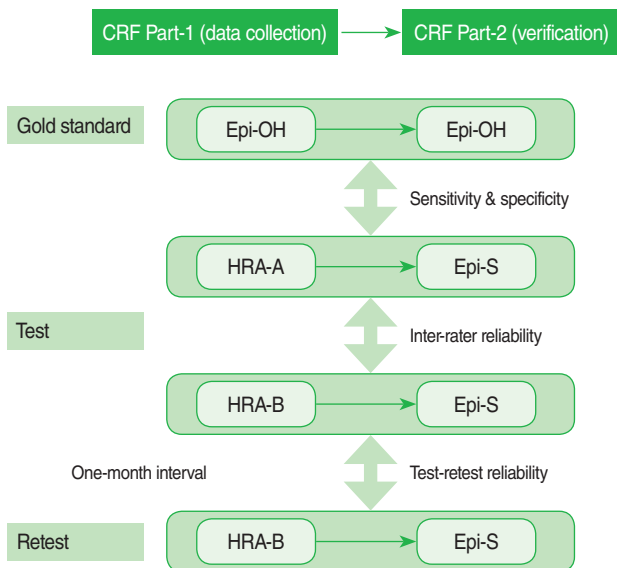 CRF Part-1 (data collection)
CRF Part-2 (verification)
Gold standard
Epi-OH
Epi-OH
Sensitivity & specificity
HRA-A
Epi-S
Test
Inter-rater reliability
HRA-B
Epi-S
One-month interval
Test-retest reliability
Retest
HRA-B
Epi-S